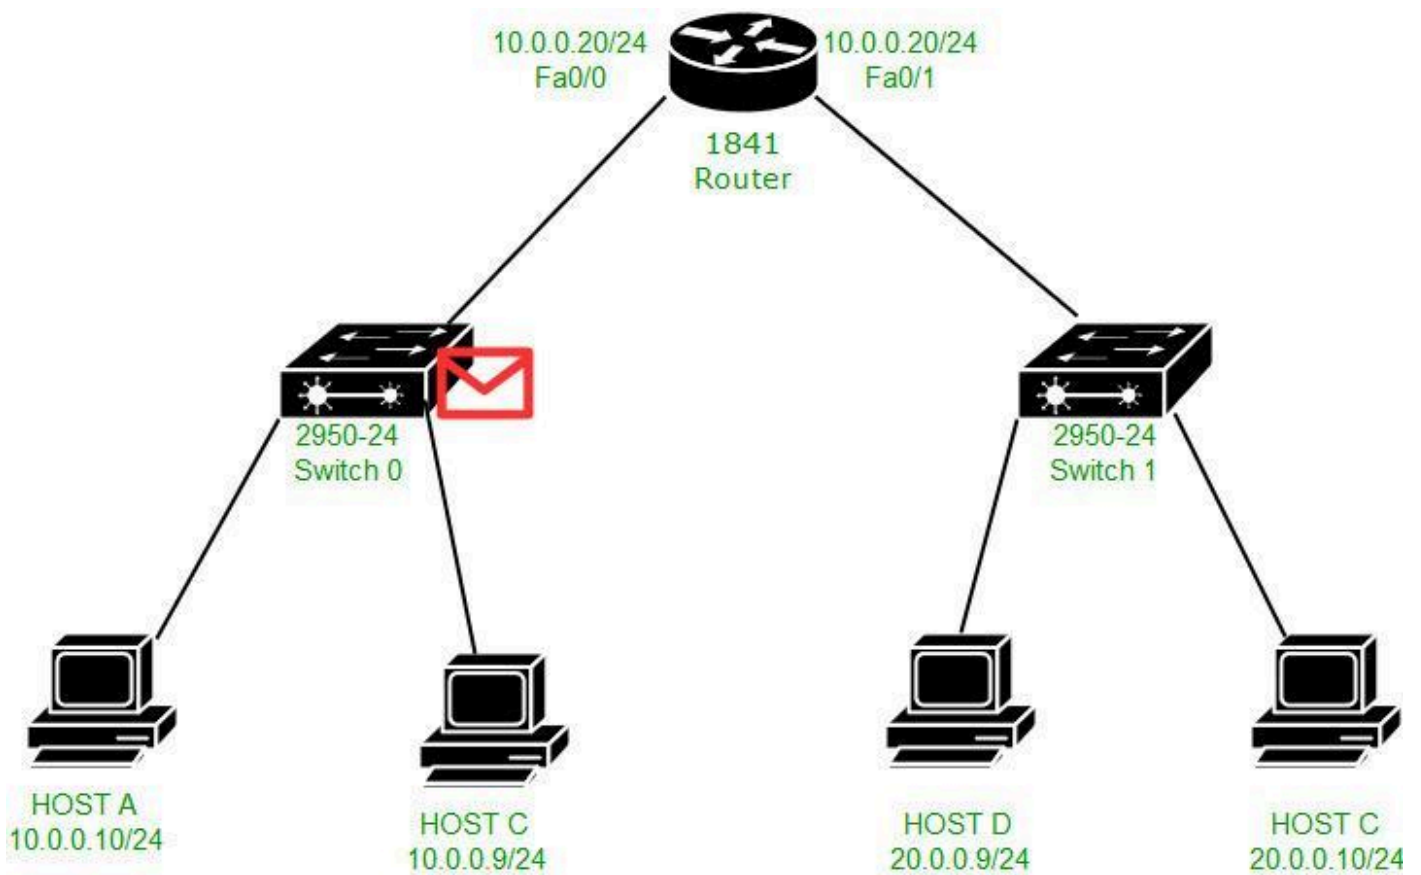 10.0.0.20/24
Fa0/0
10.0.0.20/24
Fa0/1
1841
Router
2950-24
Switch 0
2950-24
Switch 1
HOST A
10.0.0.10/24
HOST C
10.0.0.9/24
HOST D
20.0.0.9/24
HOST C
20.0.0.10/24